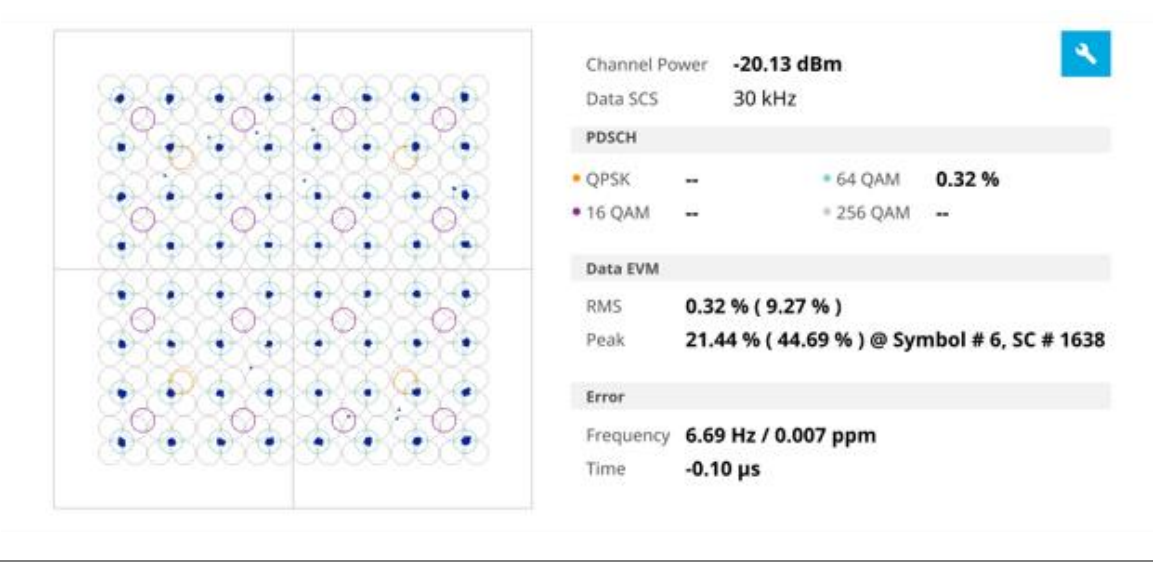 Channel Power -20.13 dBm
Data SCS 30 kHz
PDSCH
QPSK -- 64 QAM 0.32 %
16 QAM -- 256 QAM --
Data EVM
RMS 0.32 % ( 9.27 % )
Peak 21.44 % ( 44.69 % ) @ Symbol # 6, SC # 1638
Error
Frequency 6.69 Hz / 0.007 ppm
Time -0.10 µs